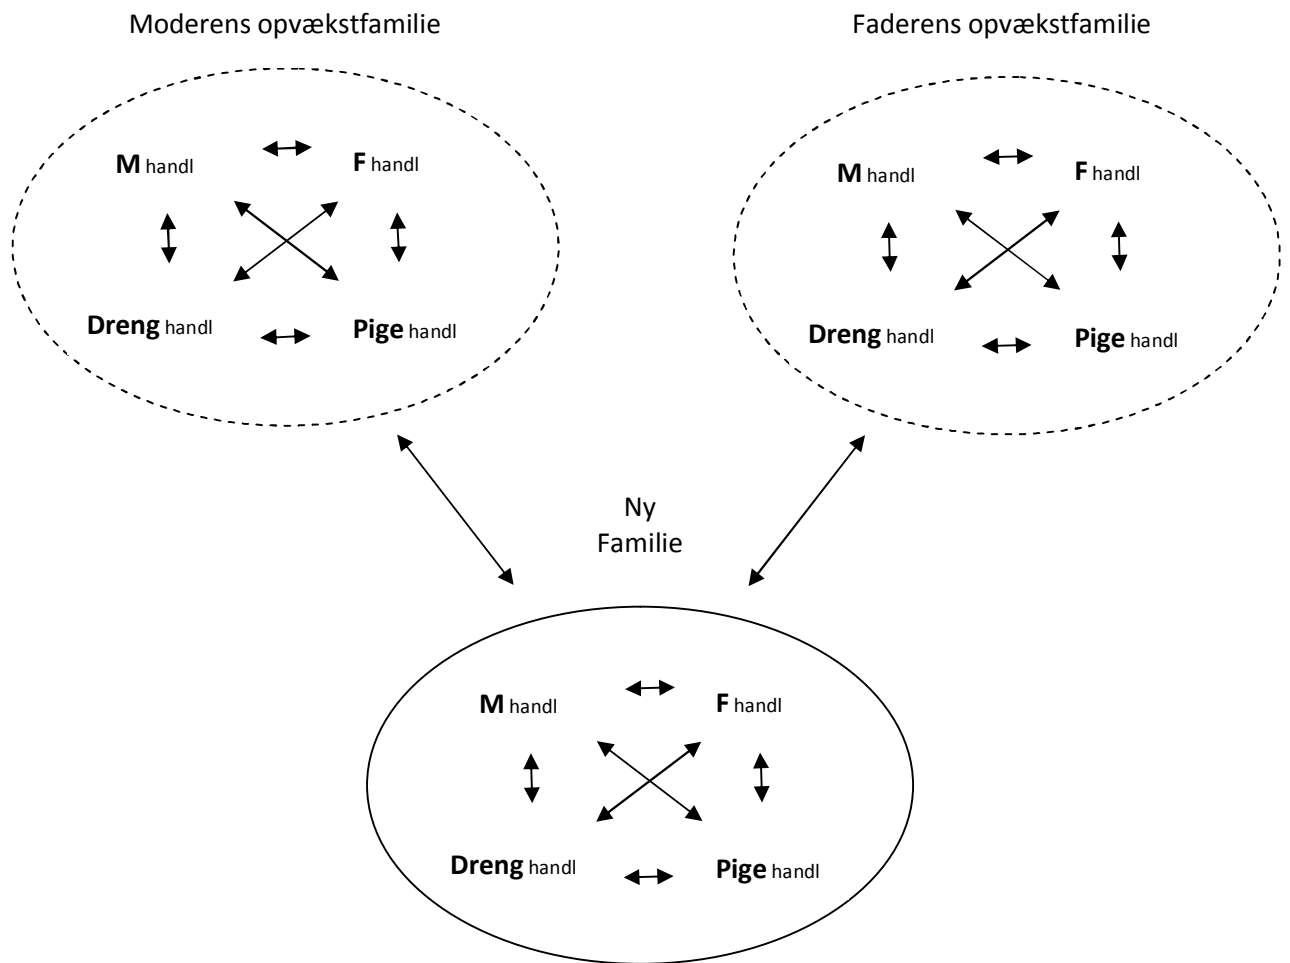 Moderens opvækstfamilie
Faderens opvækstfamilie
M handl
F handl
Dreng handl
Pige handl
M handl
F handl
Dreng handl
Pige handl
Ny
Familie
M handl
F handl
Dreng handl
Pige handl